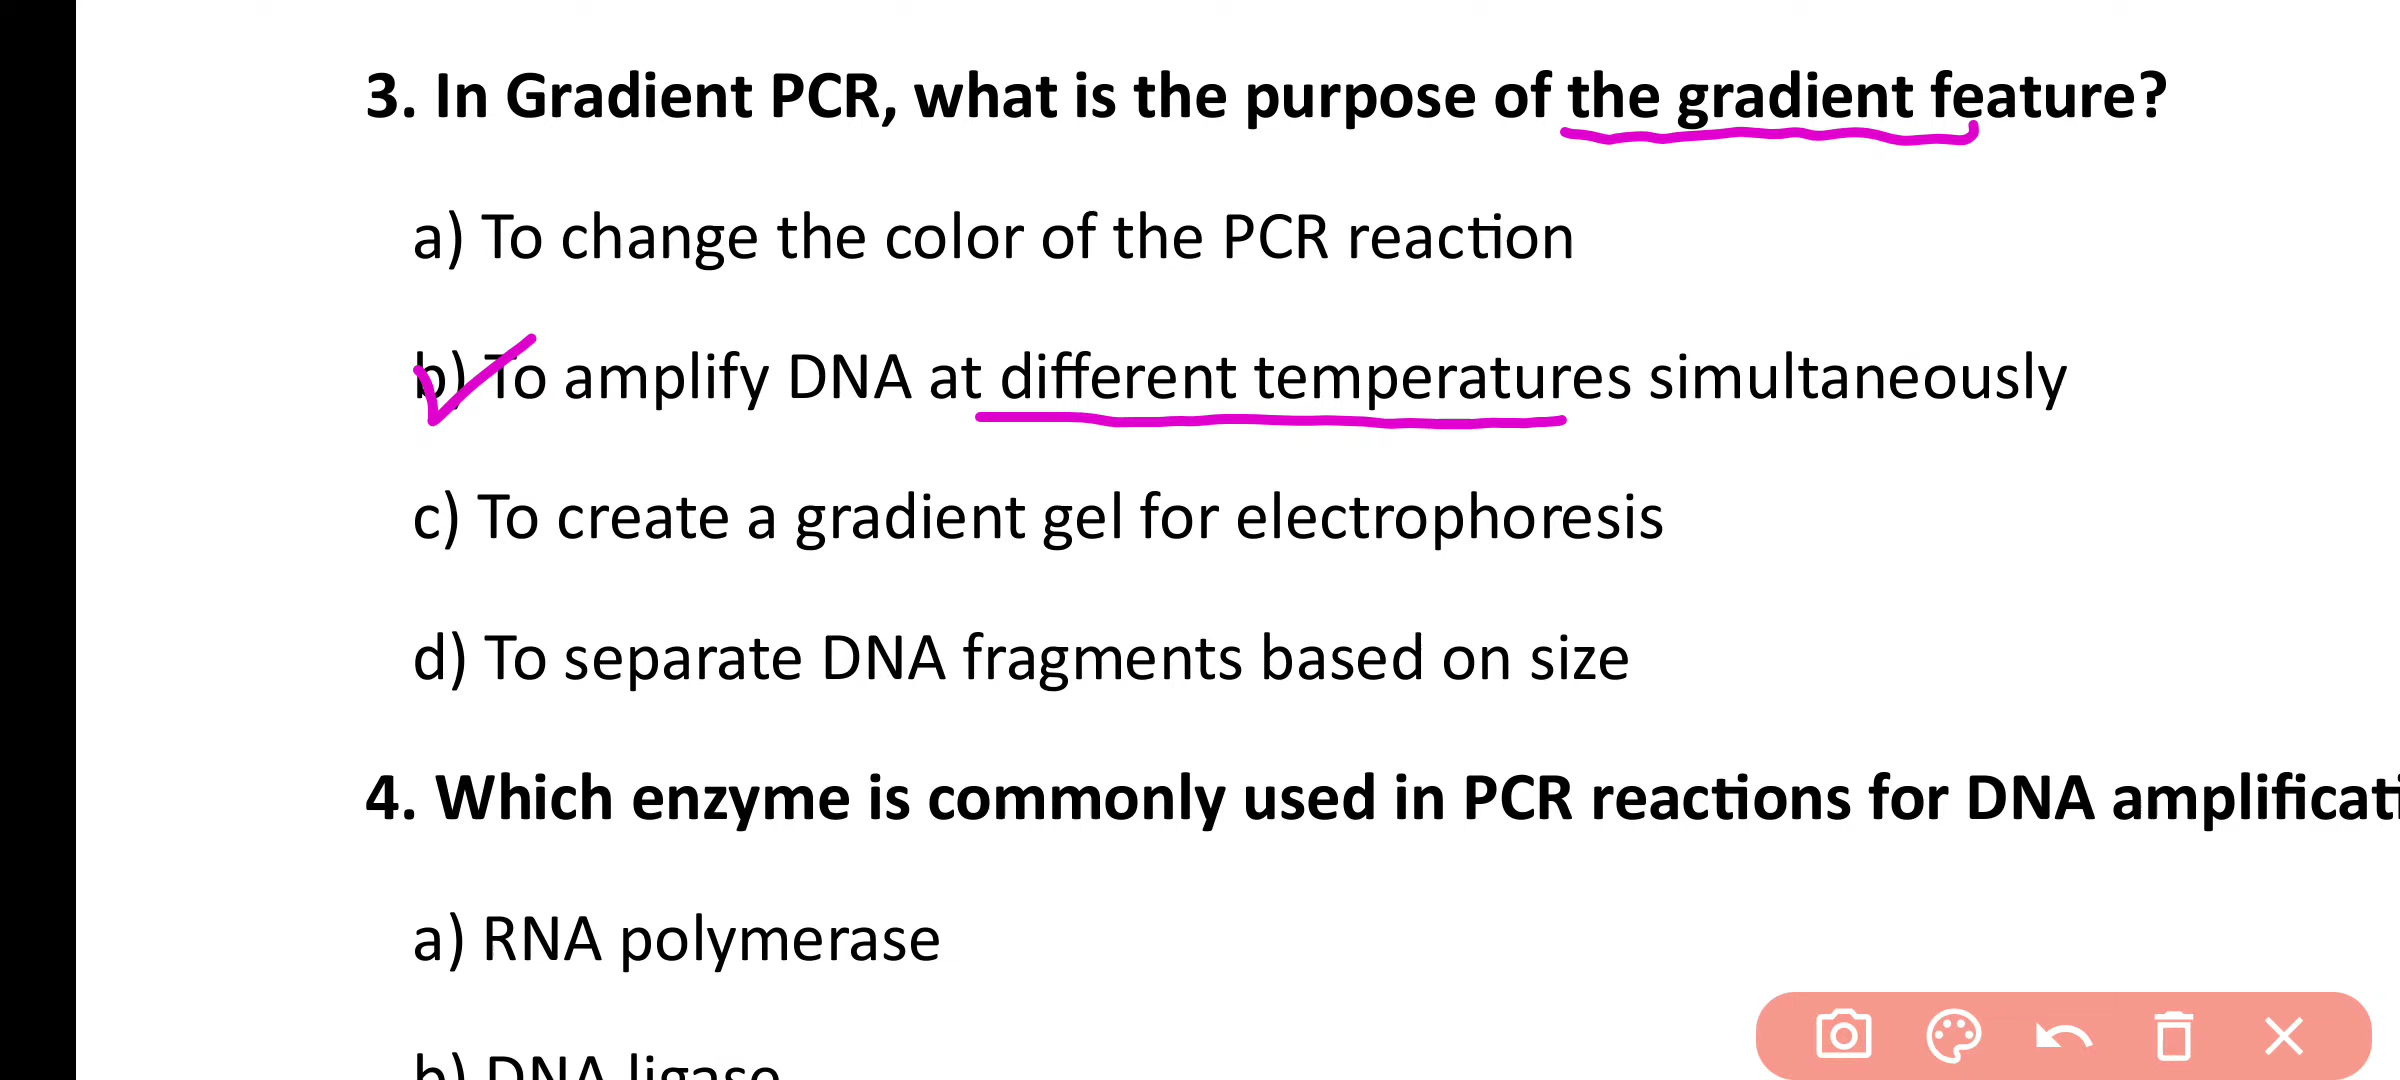 3. In Gradient PCR, what is the purpose of the gradient feature?
a) To change the color of the PCR reaction
b) To amplify DNA at different temperatures simultaneously
c) To create a gradient gel for electrophoresis
d) To separate DNA fragments based on size
4. Which enzyme is commonly used in PCR reactions for DNA amplificati
a) RNA polymerase
b) DNA ligase